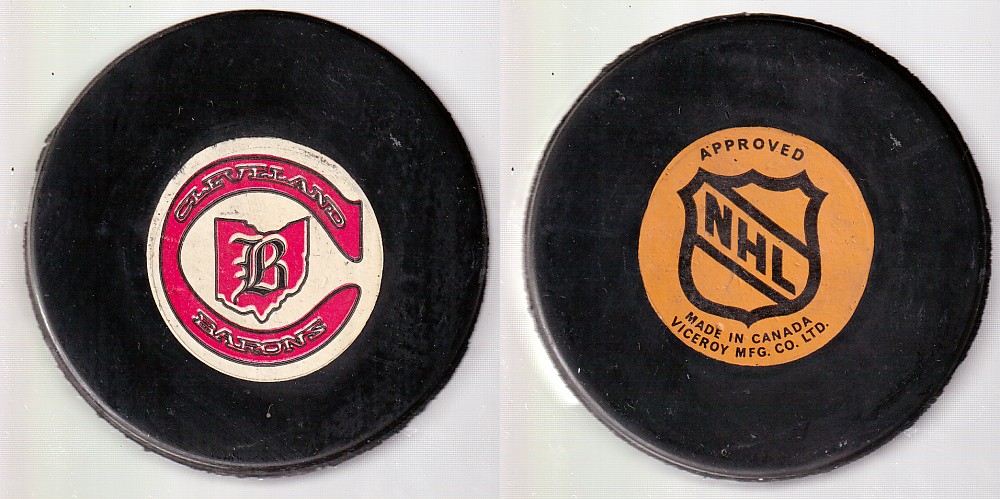 CLEVELAND
B
BARONS
APPROVED
NHL
MADE IN CANADA
VICEROY MFG. CO. LTD.